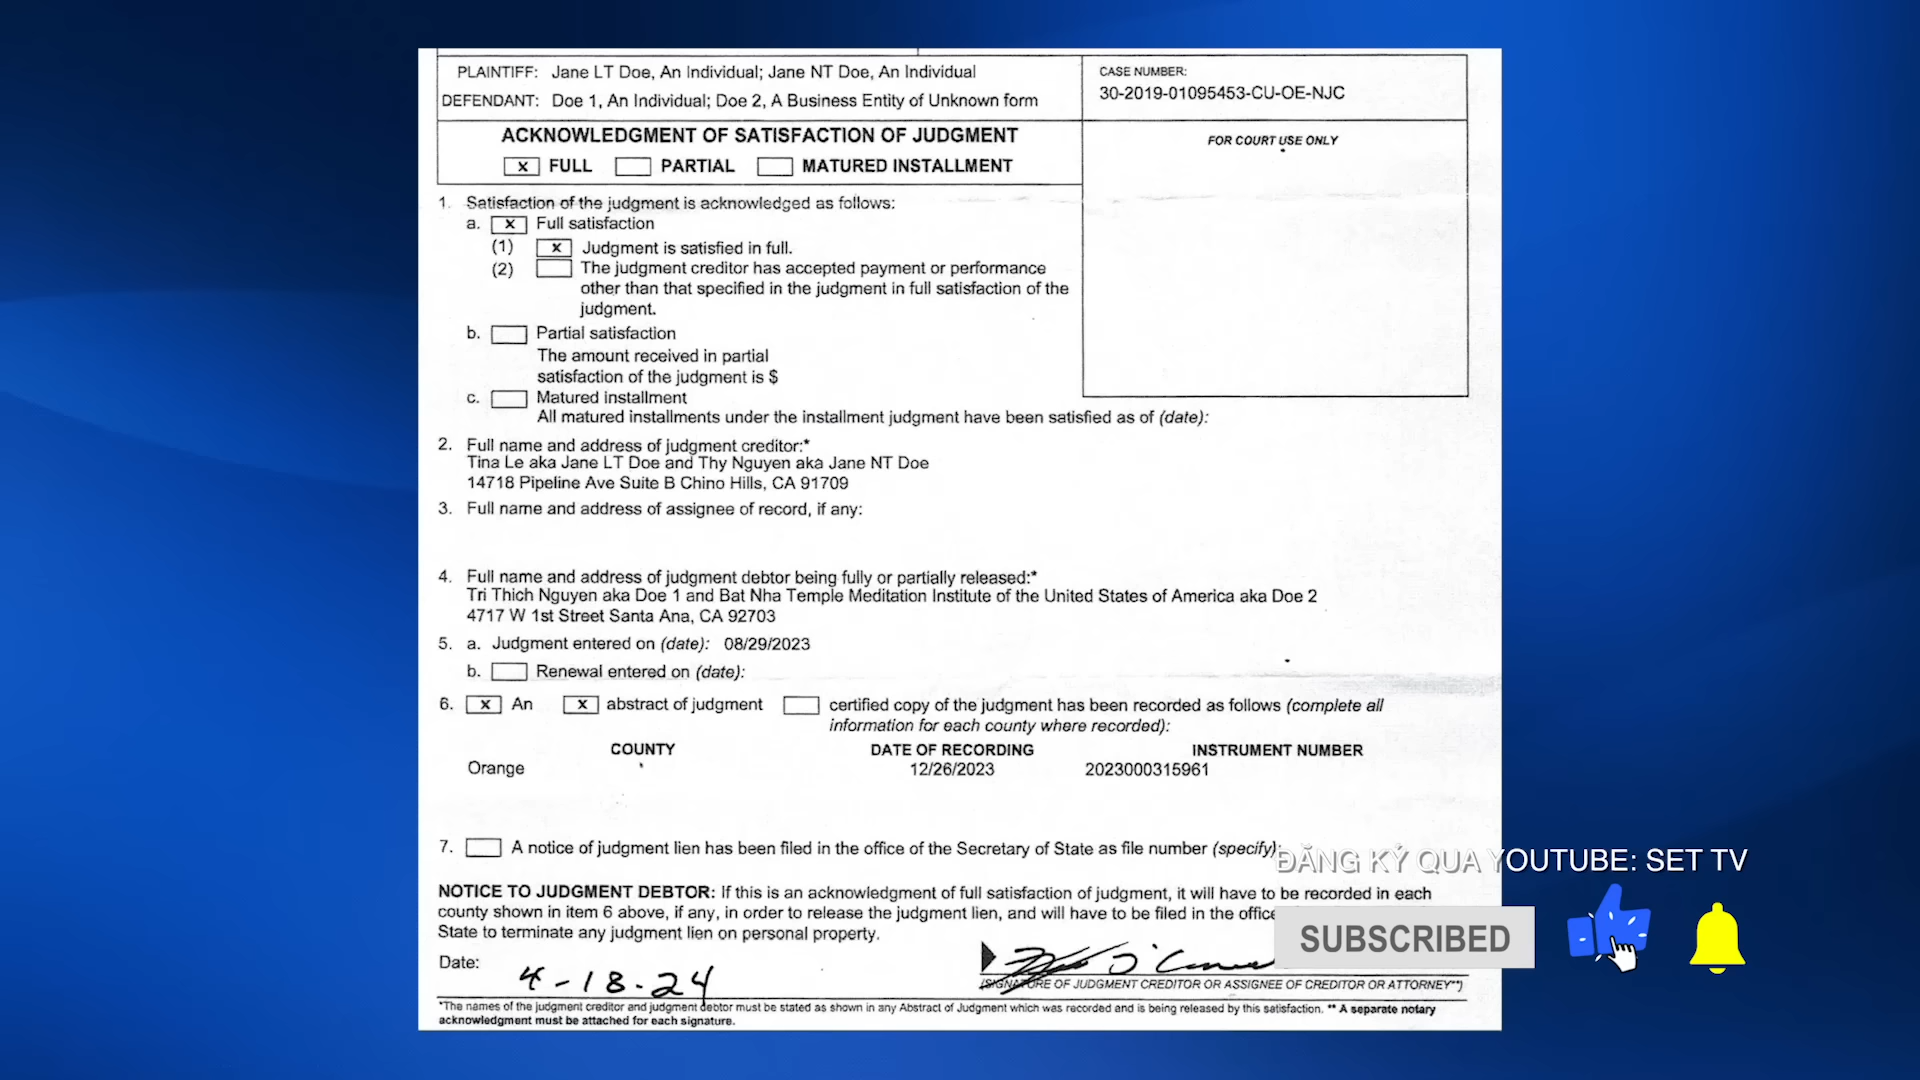 PLAINTIFF: Jane LT Doe, An Individual; Jane NT Doe, An Individual
DEFENDANT: Doe 1, An Individual; Doe 2, A Business Entity of Unknown form
CASE NUMBER:
30-2019-01095453-CU-OE-NJC
ACKNOWLEDGMENT OF SATISFACTION OF JUDGMENT
x FULL PARTIAL MATURED INSTALLMENT
FOR COURT USE ONLY
1. Satisfaction of the judgment is acknowledged as follows:
a. x Full satisfaction
(1) x Judgment is satisfied in full.
(2) The judgment creditor has accepted payment or performance
other than that specified in the judgment in full satisfaction of the
judgment.
b. Partial satisfaction
The amount received in partial
satisfaction of the judgment is $
c. Matured installment
All matured installments under the installment judgment have been satisfied as of (date):
2. Full name and address of judgment creditor:*
Tina Le aka Jane LT Doe and Thy Nguyen aka Jane NT Doe
14718 Pipeline Ave Suite B Chino Hills, CA 91709
3. Full name and address of assignee of record, if any:
4. Full name and address of judgment debtor being fully or partially released:*
Tri Thich Nguyen aka Doe 1 and Bat Nha Temple Meditation Institute of the United States of America aka Doe 2
4717 W 1st Street Santa Ana, CA 92703
5. a. Judgment entered on (date): 08/29/2023
b. Renewal entered on (date):
6. x An x abstract of judgment certified copy of the judgment has been recorded as follows (complete all
information for each county where recorded):
COUNTY DATE OF RECORDING INSTRUMENT NUMBER
Orange 12/26/2023 2023000315961
7. A notice of judgment lien has been filed in the office of the Secretary of State as file number (specify):
ĐĂNG KÝ QUA YOUTUBE: SET TV
NOTICE TO JUDGMENT DEBTOR: If this is an acknowledgment of full satisfaction of judgment, it will have to be recorded in each
county shown in item 6 above, if any, in order to release the judgment lien, and will have to be filed in the office
State to terminate any judgment lien on personal property.
SUBSCRIBED
Date: 4-18-24
(SIGNATURE OF JUDGMENT CREDITOR OR ASSIGNEE OF CREDITOR OR ATTORNEY**)
*The names of the judgment creditor and judgment debtor must be stated as shown in any Abstract of Judgment which was recorded and is being released by this satisfaction. ** A separate notary
acknowledgment must be attached for each signature.